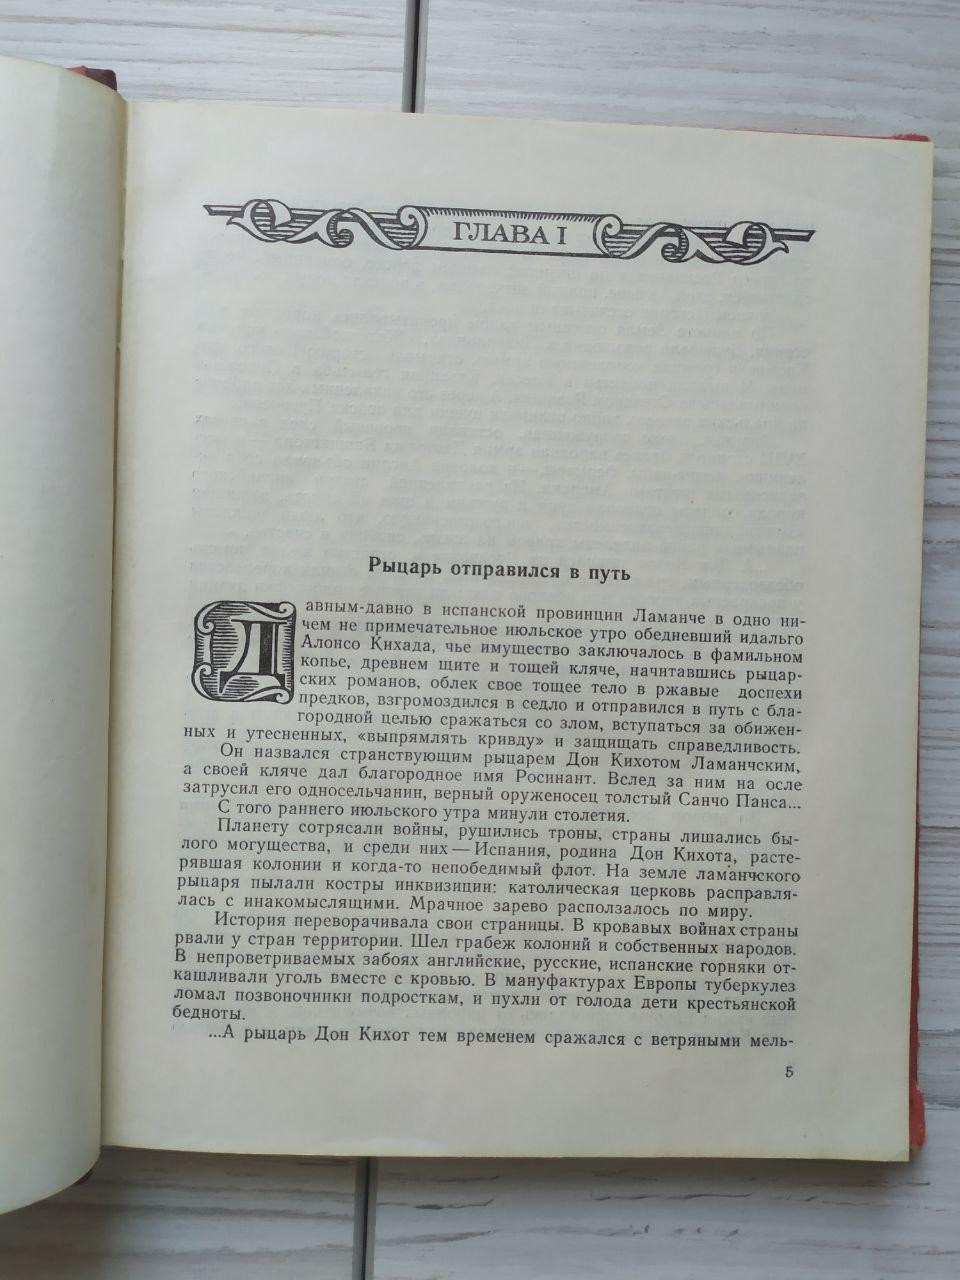 ГЛАВА I
Рыцарь отправился в путь
Давным-давно в испанской провинции Ламанче в одно ни-
чем не примечательное июльское утро обедневший идальго
Алонсо Кихада, чье имущество заключалось в фамильном
копье, древнем щите и тощей кляче, начитавшись рыцар-
ских романов, облек свое тощее тело в ржавые доспехи
предков, взгромоздился в седло и отправился в путь с бла-
городной целью сражаться со злом, вступаться за обижен-
ных и утесненных, «выпрямлять кривду» и защищать справедливость.
Он назвался странствующим рыцарем Дон Кихотом Ламанчским,
а своей кляче дал благородное имя Росинант. Вслед за ним на осле
затрусил его односельчанин, верный оруженосец толстый Санчо Панса...
С того раннего июльского утра минули столетия.
Планету сотрясали войны, рушились троны, страны лишались бы-
лого могущества, и среди них — Испания, родина Дон Кихота, расте-
рявшая колонии и когда-то непобедимый флот. На земле ламанчского
рыцаря пылали костры инквизиции: католическая церковь расправля-
лась с инакомыслящими. Мрачное зарево расползалось по миру.
История переворачивала свои страницы. В кровавых войнах страны
рвали у стран территории. Шел грабеж колоний и собственных народов.
В непроветриваемых забоях английские, русские, испанские горняки от-
кашливали уголь вместе с кровью. В мануфактурах Европы туберкулез
ломал позвоночники подросткам, и пухли от голода дети крестьянской
бедноты.
...А рыцарь Дон Кихот тем временем сражался с ветряными мель-
5